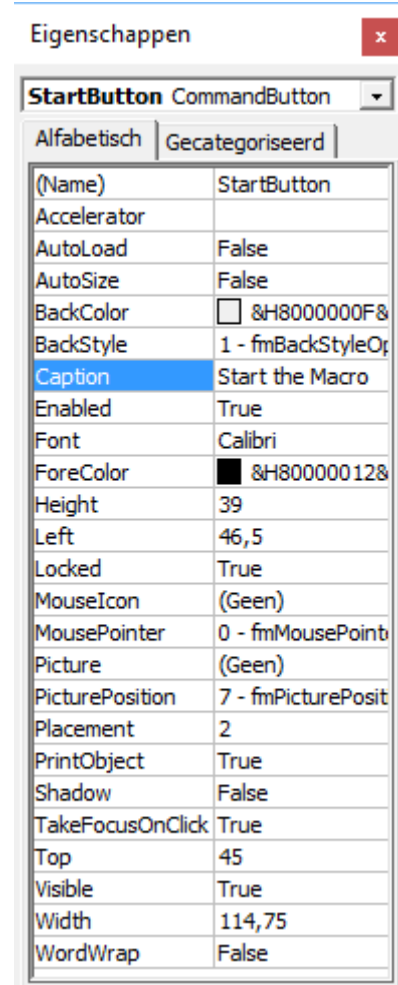 Eigenschappen x
StartButton CommandButton
Alfabetisch Gecategoriseerd
(Name) StartButton
Accelerator
AutoLoad False
AutoSize False
BackColor &H8000000F&
BackStyle 1 - fmBackStyleOp
Caption Start the Macro
Enabled True
Font Calibri
ForeColor &H80000012&
Height 39
Left 46,5
Locked True
MouseIcon (Geen)
MousePointer 0 - fmMousePointe
Picture (Geen)
PicturePosition 7 - fmPicturePosit
Placement 2
PrintObject True
Shadow False
TakeFocusOnClick True
Top 45
Visible True
Width 114,75
WordWrap False